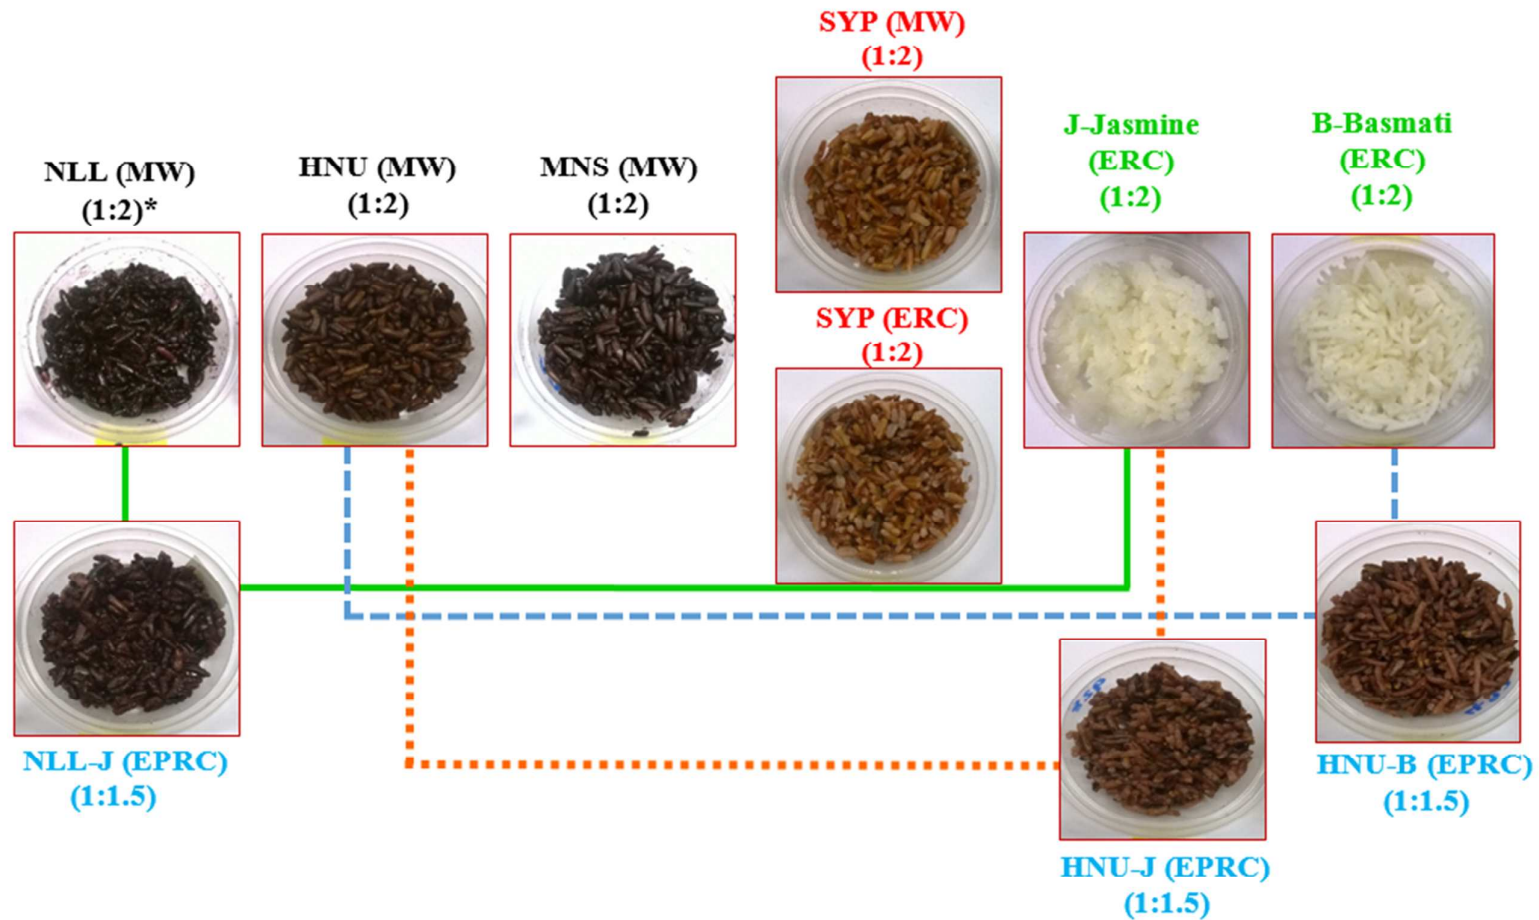 SYP (MW)
(1:2)
J-Jasmine
(ERC)
(1:2)
B-Basmati
(ERC)
(1:2)
NLL (MW)
(1:2)*
HNU (MW)
(1:2)
MNS (MW)
(1:2)
SYP (ERC)
(1:2)
NLL-J (EPRC)
(1:1.5)
HNU-B (EPRC)
(1:1.5)
HNU-J (EPRC)
(1:1.5)